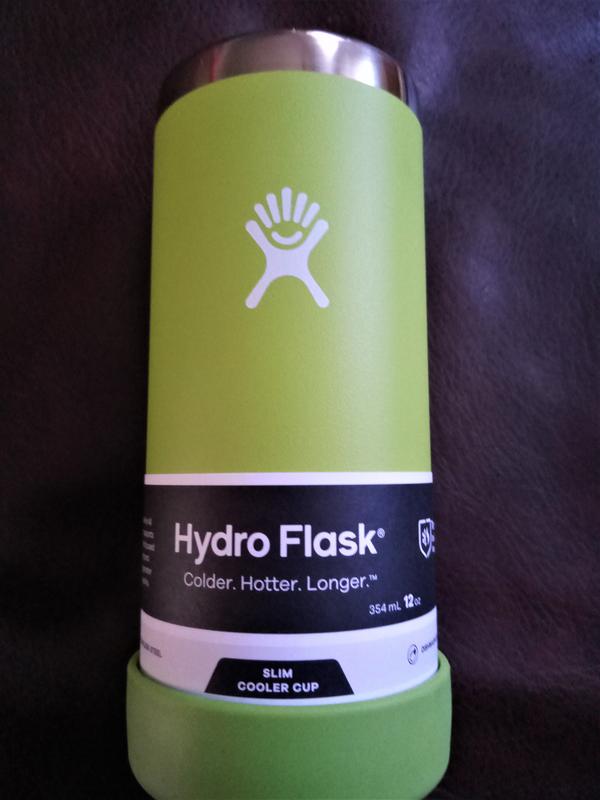 Hydro Flask®
Colder. Hotter. Longer.™
354 mL 12 oz
SLIM
COOLER CUP